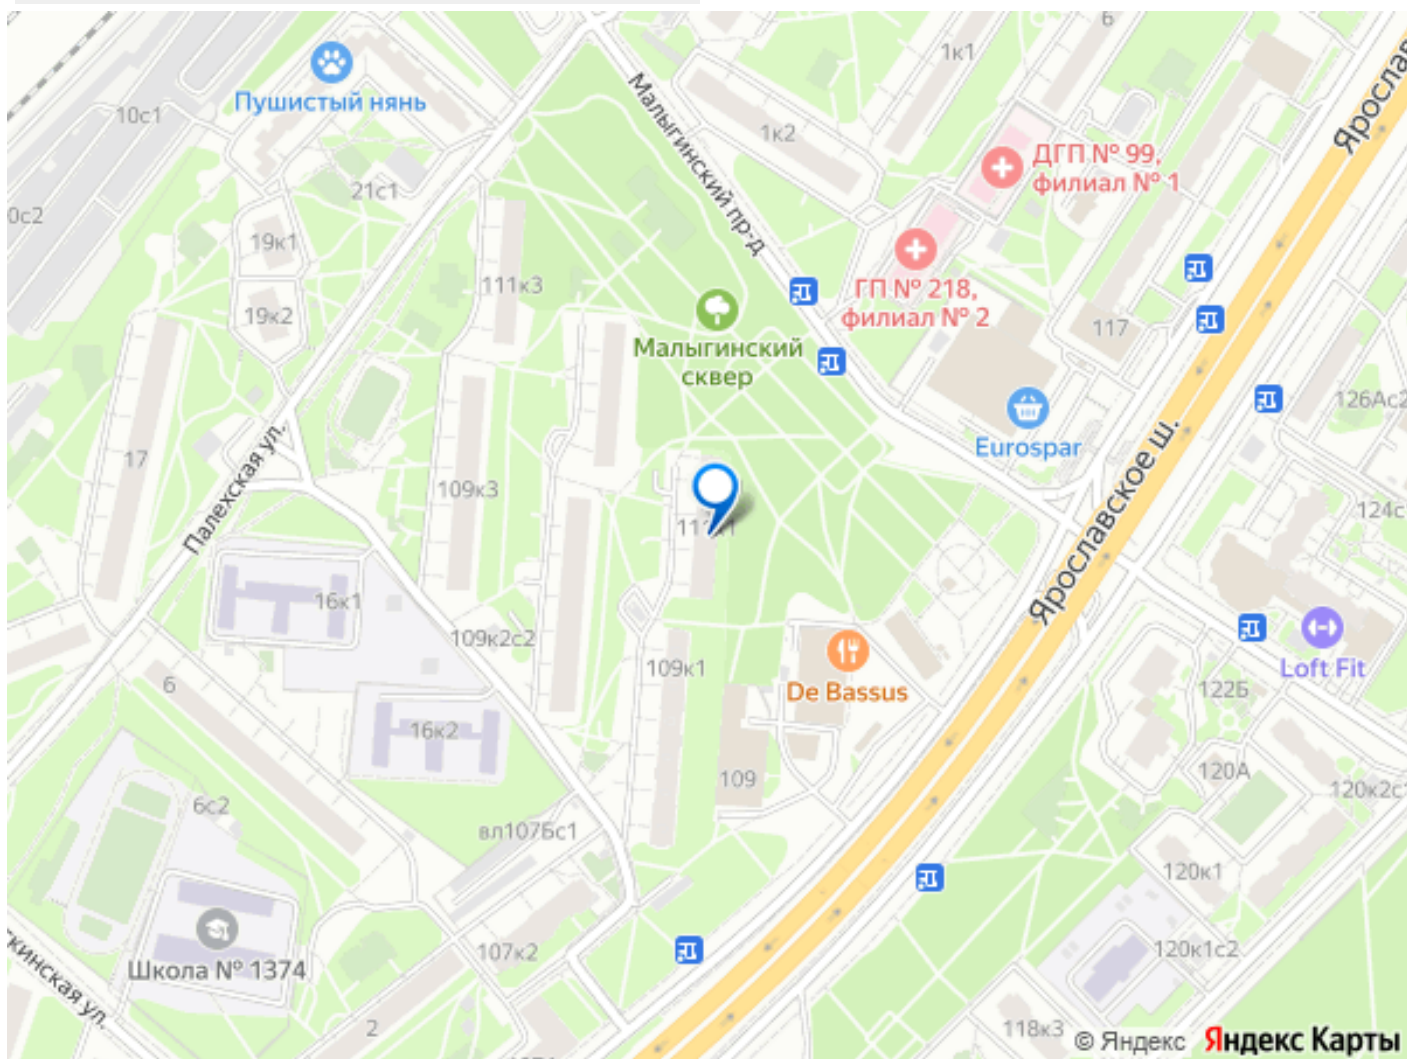 6
1к1
Ярослав
10с1
Пушистый нянь
Малыгинский пр-д
1к2
ДГП № 99,
филиал № 1
21с1
0с2
19к1
111к3
ГП № 218,
филиал № 2
19к2
117
Малыгинский
сквер
126Ас2
Eurospar
17
Палехская ул.
109к3
Ярославское ш.
124с
16к1
109к2с2
109к1
De Bassus
Loft Fit
6
122Б
16к2
109
120А
120к2с
6с2
вл107Бс1
120к1
107к2
120к1с2
Школа № 1374
кинская ул.
2
118к3
© Яндекс
Яндекс Карты